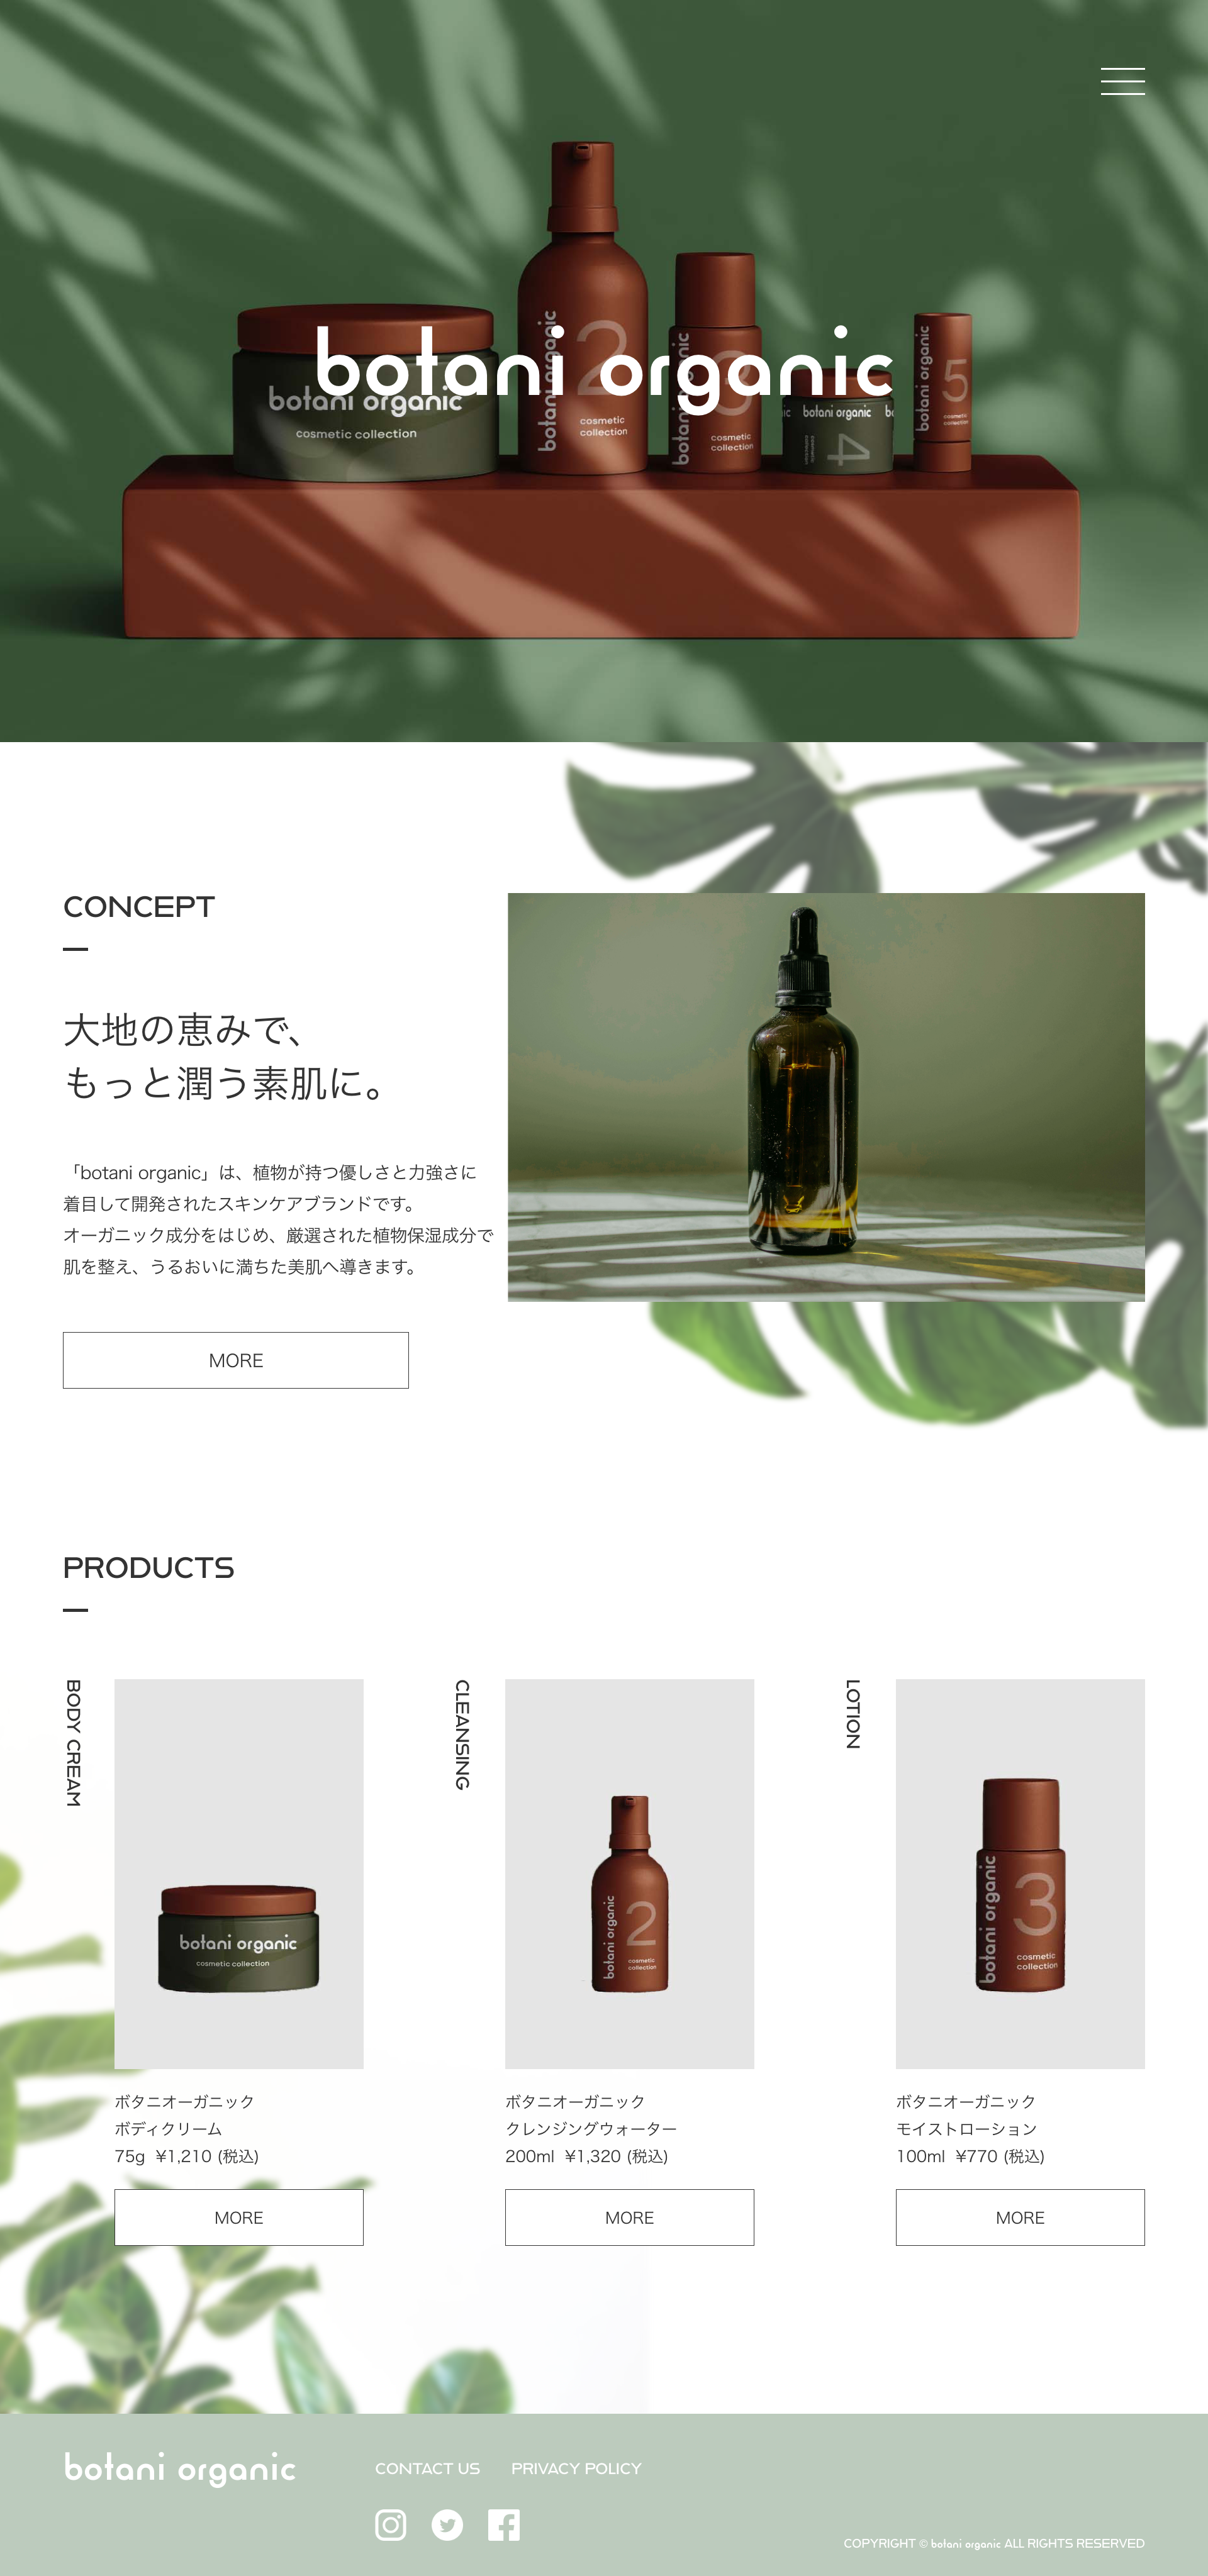 botani organic
botani organic
cosmetic collection
botani organic
2
cosmetic
collection
botani organic
3
cosmetic
collection
botani organic
4
botani organic
5
cosmetic
collection
CONCEPT
大地の恵みで、
もっと潤う素肌に。
「botani organic」は、植物が持つ優しさと力強さに
着目して開発されたスキンケアブランドです。
オーガニック成分をはじめ、厳選された植物保湿成分で
肌を整え、うるおいに満ちた美肌へ導きます。
MORE
PRODUCTS
BODY CREAM
botani organic
cosmetic collection
ボタニオーガニック
ボディクリーム
75g ¥1,210 (税込)
MORE
CLEANSING
botani organic
2
cosmetic
collection
ボタニオーガニック
クレンジングウォーター
200ml ¥1,320 (税込)
MORE
LOTION
botani organic
3
cosmetic
collection
ボタニオーガニック
モイストローション
100ml ¥770 (税込)
MORE
botani organic
CONTACT US
PRIVACY POLICY
COPYRIGHT © botani organic ALL RIGHTS RESERVED